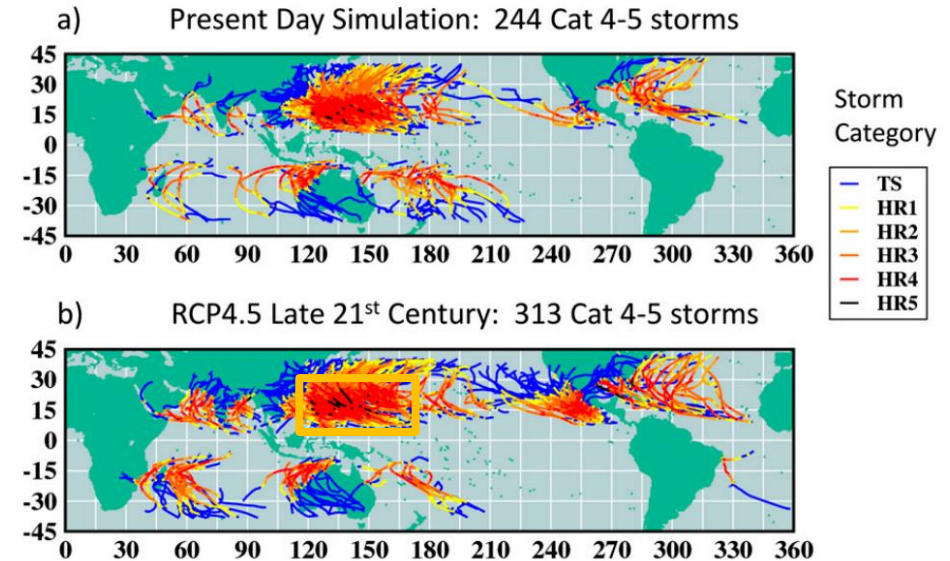 a) Present Day Simulation: 244 Cat 4-5 storms
45
30
15
0
-15
-30
-45
0 30 60 90 120 150 180 210 240 270 300 330 360
Storm
Category
TS
HR1
HR2
HR3
HR4
HR5
b) RCP4.5 Late 21st Century: 313 Cat 4-5 storms
45
30
15
0
-15
-30
-45
0 30 60 90 120 150 180 210 240 270 300 330 360